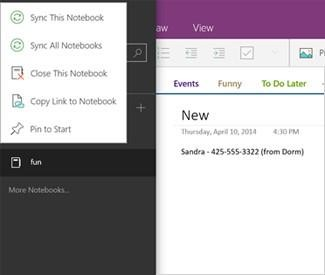 Sync This Notebook
Sync All Notebooks
Close This Notebook
Copy Link to Notebook
Pin to Start
fun
More Notebooks...
aw View
Pi
Events Funny To Do Later
New
Thursday, April 10, 2014 4:30 PM
Sandra - 425-555-3322 (from Dorm)